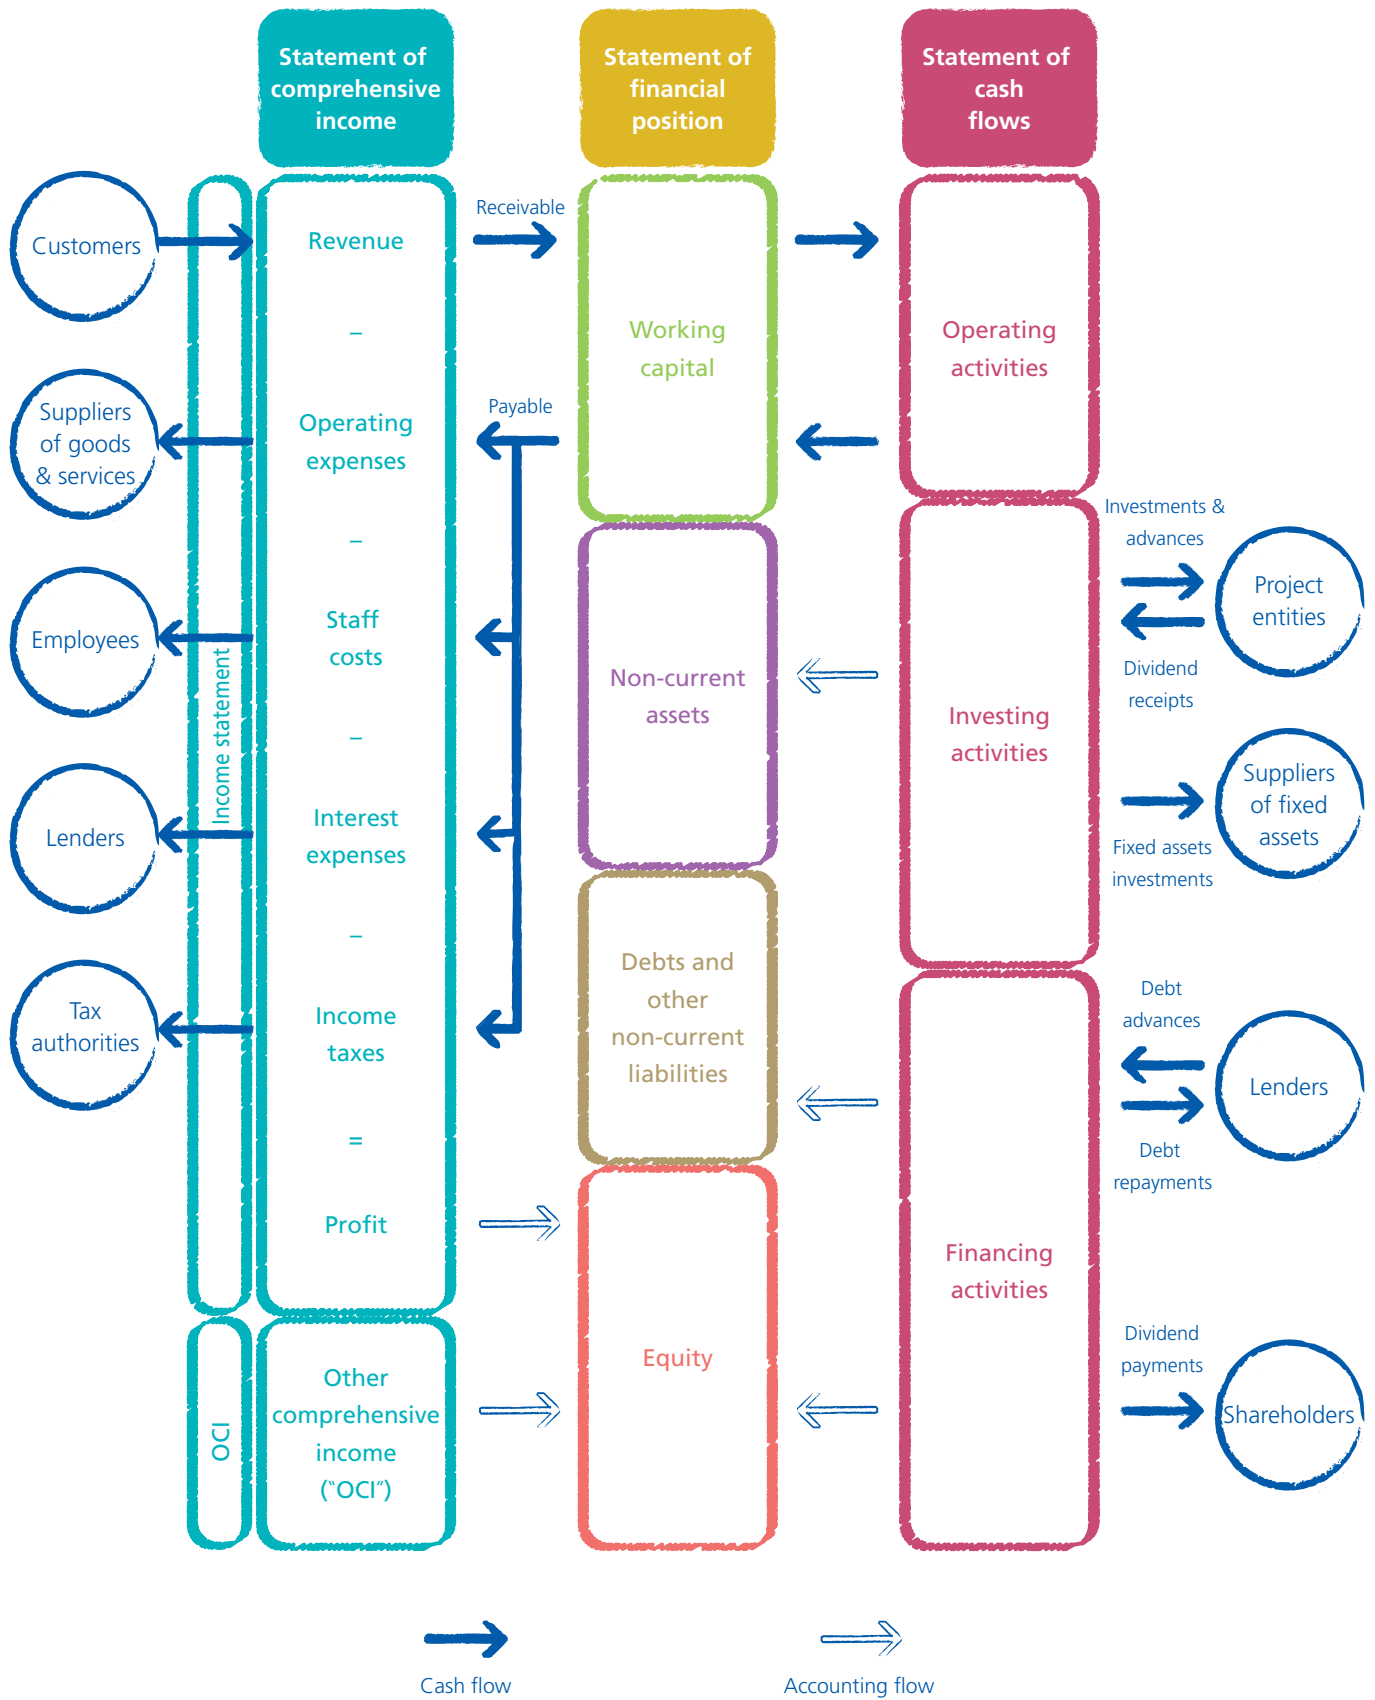 Statement of
comprehensive
income
Statement of
financial
position
Statement of
cash
flows
Customers
Suppliers
of goods
& services
Employees
Lenders
Tax
authorities
Income statement
OCI
Revenue
–
Operating
expenses
–
Staff
costs
–
Interest
expenses
–
Income
taxes
=
Profit
Other
comprehensive
income
("OCI")
Receivable
Payable
Working
capital
Non-current
assets
Debts and
other
non-current
liabilities
Equity
Operating
activities
Investing
activities
Financing
activities
Investments &
advances
Dividend
receipts
Fixed assets
investments
Debt
advances
Debt
repayments
Dividend
payments
Project
entities
Suppliers
of fixed
assets
Lenders
Shareholders
Cash flow
Accounting flow